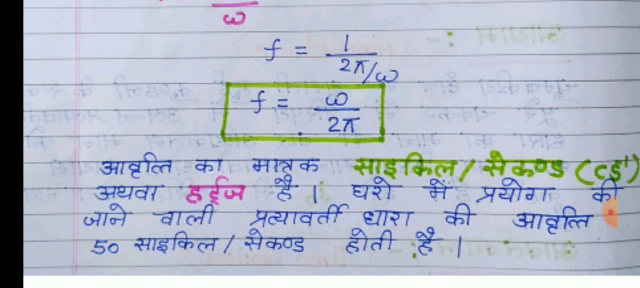 ω
f = 1
2π/ω
f = ω
2π
आवृत्ति का मात्रक साइकिल / सेकण्ड (cs⁻¹)
अथवा हर्ट्ज है । घरो में प्रयोग की
जाने वाली प्रत्यावर्ती धारा की आवृत्ति
50 साइकिल / सेकण्ड होती है ।